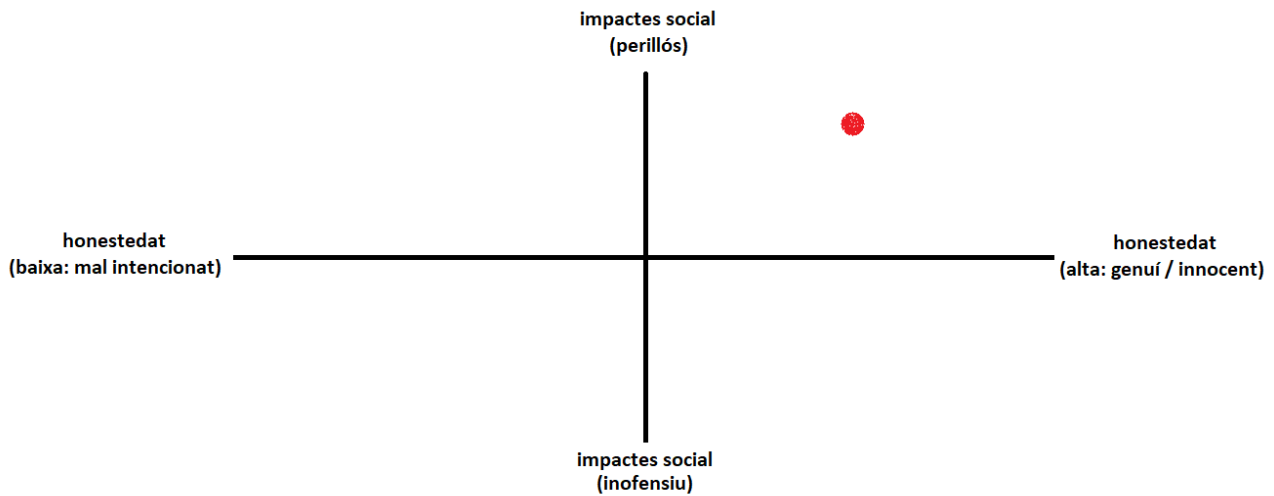 impactes social
(perillós)
honestedat
(baixa: mal intencionat)
honestedat
(alta: genuí / innocent)
impactes social
(inofensiu)